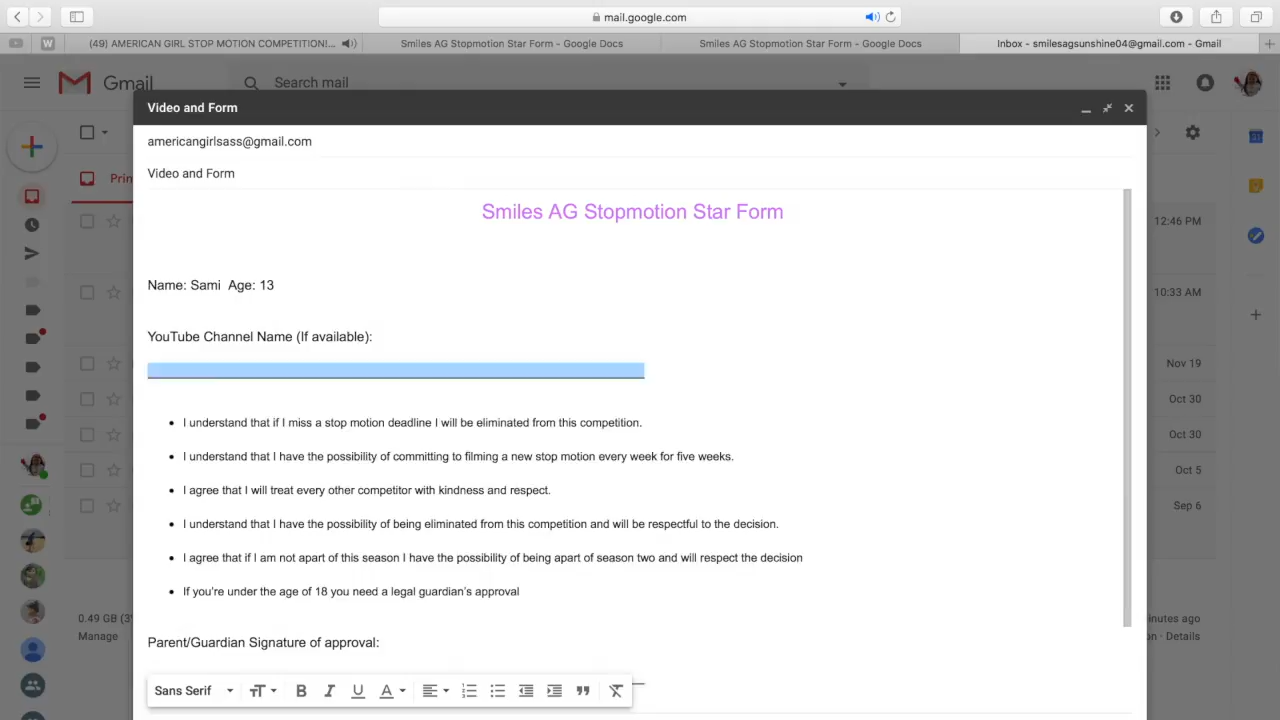 mail.google.com
W
(49) AMERICAN GIRL STOP MOTION COMPETITION!...
Smiles AG Stopmotion Star Form - Google Docs
Smiles AG Stopmotion Star Form - Google Docs
Inbox - smilesagsunshine04@gmail.com - Gmail
Gmail
Search mail
Video and Form
americangirlsass@gmail.com
Video and Form
Smiles AG Stopmotion Star Form
12:46 PM
Name: Sami  Age: 13
10:33 AM
YouTube Channel Name (If available):
Nov 19
Oct 30
• I understand that if I miss a stop motion deadline I will be eliminated from this competition.
Oct 30
• I understand that I have the possibility of committing to filming a new stop motion every week for five weeks.
Oct 5
• I agree that I will treat every other competitor with kindness and respect.
Sep 6
• I understand that I have the possibility of being eliminated from this competition and will be respectful to the decision.
• I agree that if I am not apart of this season I have the possibility of being apart of season two and will respect the decision
• If you're under the age of 18 you need a legal guardian's approval
0.49 GB
Manage
ago
Details
Parent/Guardian Signature of approval:
Sans Serif